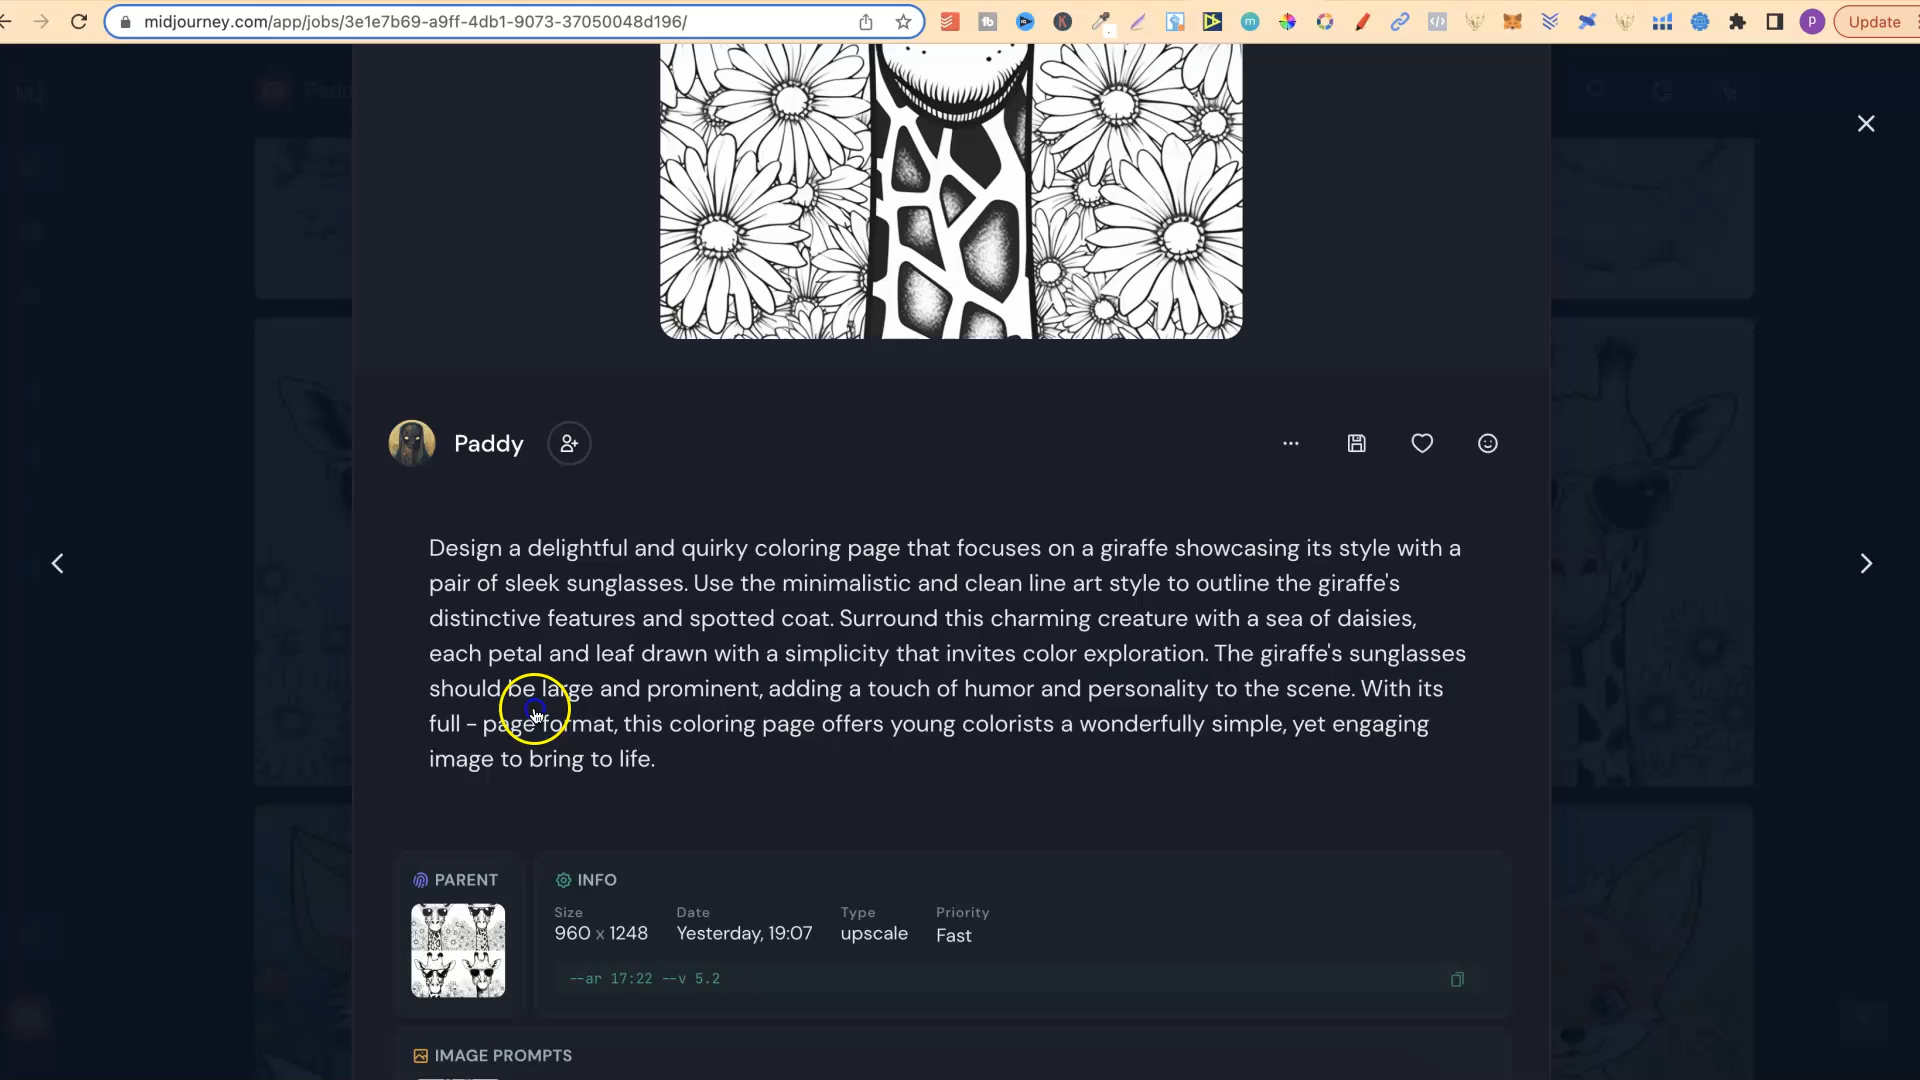 midjourney.com/app/jobs/3e1e7b69-a9ff-4db1-9073-37050048d196/
Update
Paddy
Design a delightful and quirky coloring page that focuses on a giraffe showcasing its style with a
pair of sleek sunglasses. Use the minimalistic and clean line art style to outline the giraffe's
distinctive features and spotted coat. Surround this charming creature with a sea of daisies,
each petal and leaf drawn with a simplicity that invites color exploration. The giraffe's sunglasses
should be large and prominent, adding a touch of humor and personality to the scene. With its
full - page format, this coloring page offers young colorists a wonderfully simple, yet engaging
image to bring to life.
PARENT
INFO
Size Date Type Priority
960 x 1248 Yesterday, 19:07 upscale Fast
--ar 17:22 --v 5.2
IMAGE PROMPTS